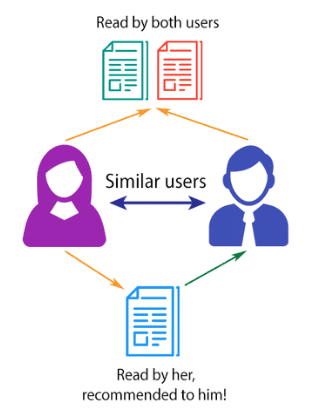 Read by both users
Similar users
Read by her,
recommended to him!